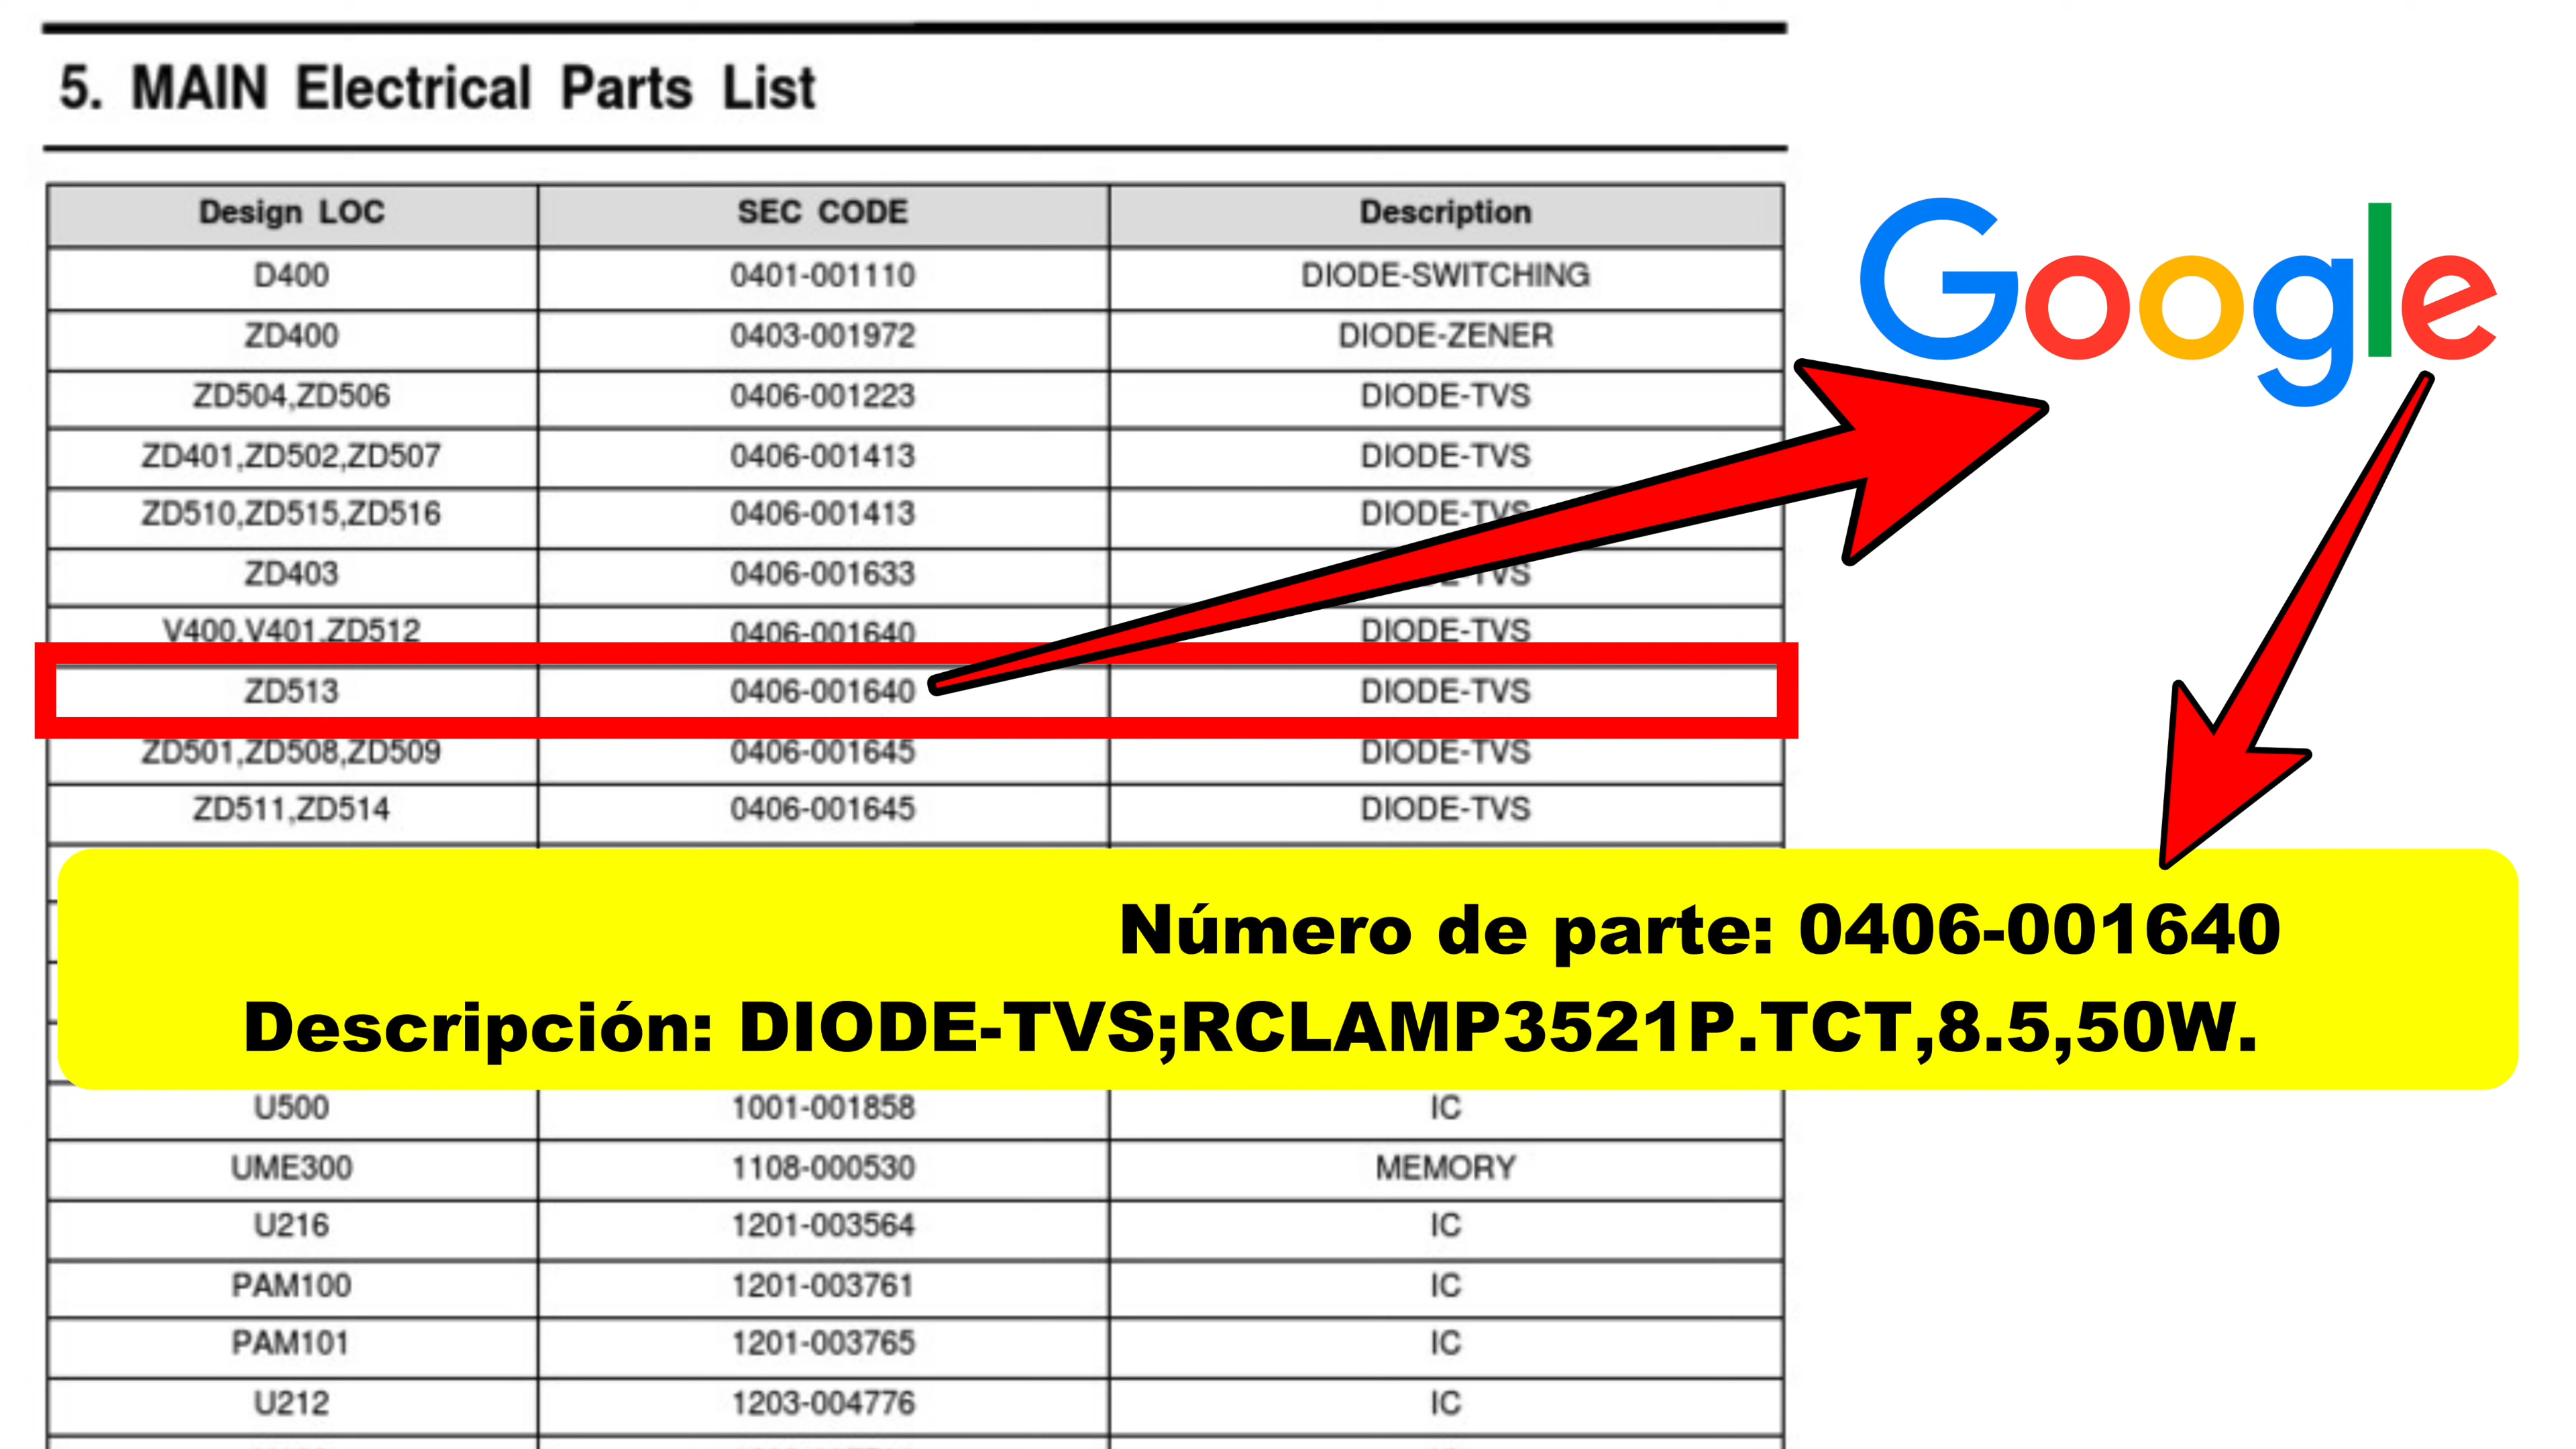 5. MAIN Electrical Parts List
Design LOC SEC CODE Description
D400 0401-001110 DIODE-SWITCHING
ZD400 0403-001972 DIODE-ZENER
ZD504,ZD506 0406-001223 DIODE-TVS
ZD401,ZD502,ZD507 0406-001413 DIODE-TVS
ZD510,ZD515,ZD516 0406-001413 DIODE-TVS
ZD403 0406-001633
V400,V401,ZD512 0406-001640 DIODE-TVS
ZD513 0406-001640 DIODE-TVS
ZD501,ZD508,ZD509 0406-001645 DIODE-TVS
ZD511,ZD514 0406-001645 DIODE-TVS
Google
Número de parte: 0406-001640
Descripción: DIODE-TVS;RCLAMP3521P.TCT,8.5,50W.
U500 1001-001858 IC
UME300 1108-000530 MEMORY
U216 1201-003564 IC
PAM100 1201-003761 IC
PAM101 1201-003765 IC
U212 1203-004776 IC